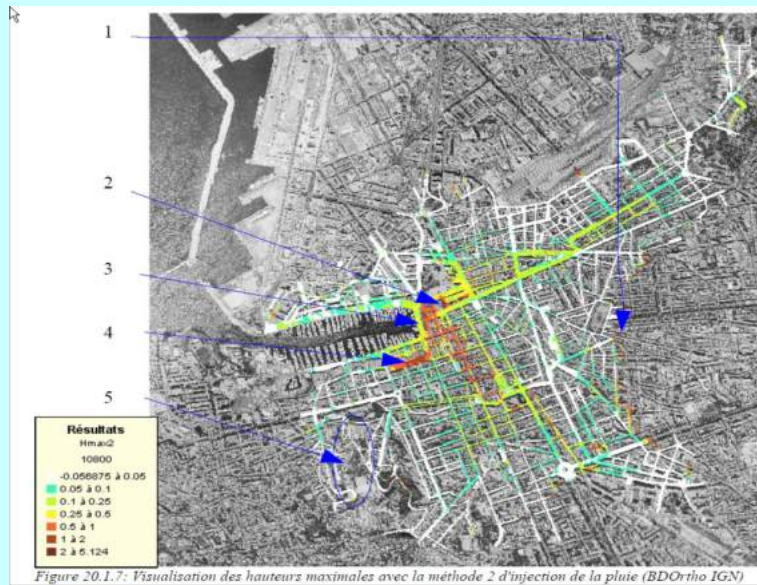 1
2
3
4
5
Résultats
Hmax2
10800
-0.056875 à 0.05
0.05 à 0.1
0.1 à 0.25
0.25 à 0.5
0.5 à 1
1 à 2
2 à 5.124
Figure 20.1.7: Visualisation des hauteurs maximales avec la méthode 2 d'injection de la pluie (BDOrtho IGN)